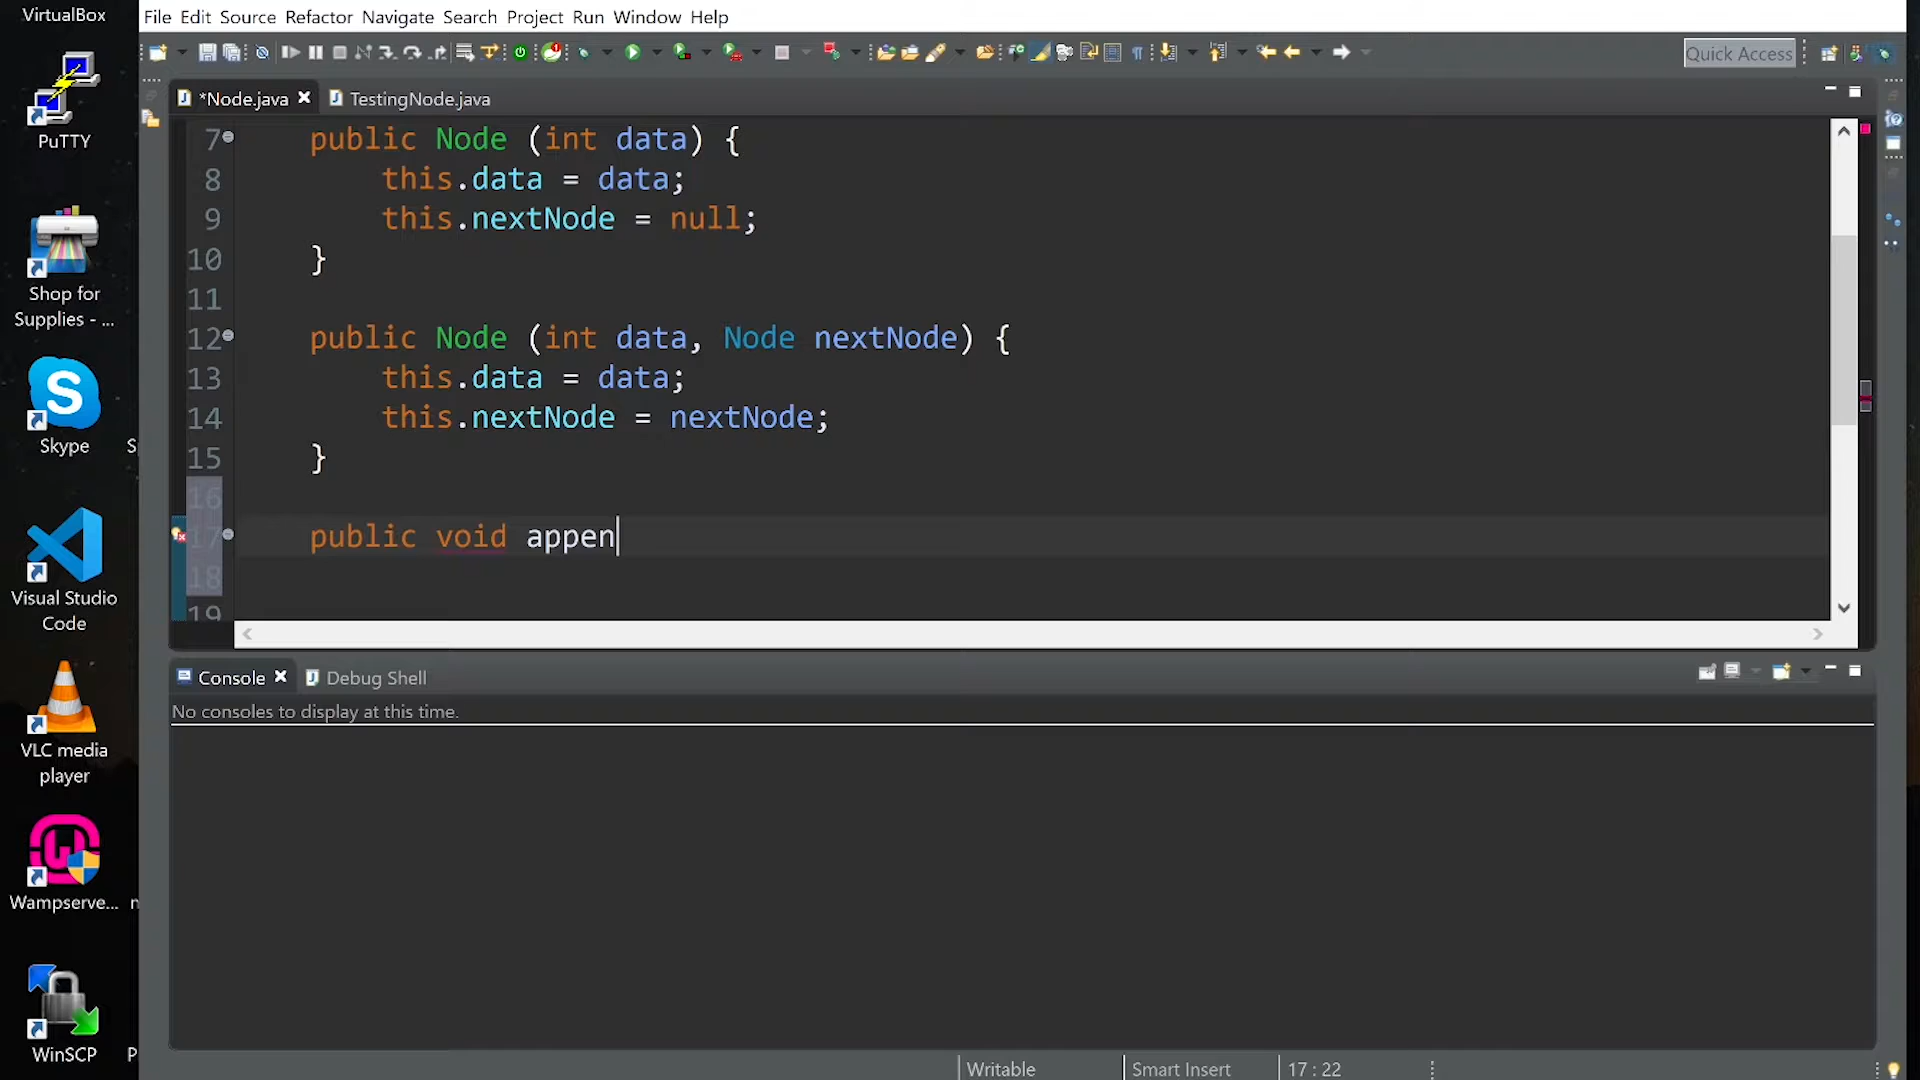 VirtualBox
File Edit Source Refactor Navigate Search Project Run Window Help
Quick Access
PuTTY
*Node.java TestingNode.java
7 public Node (int data) {
8 this.data = data;
9 this.nextNode = null;
10 }
11
12 public Node (int data, Node nextNode) {
13 this.data = data;
14 this.nextNode = nextNode;
15 }
16
17 public void appen
18
19
Shop for
Supplies - ...
Skype
S
Visual Studio
Code
VLC media
player
Wampserve...
n
WinSCP
P
Console Debug Shell
No consoles to display at this time.
Writable Smart Insert 17 : 22